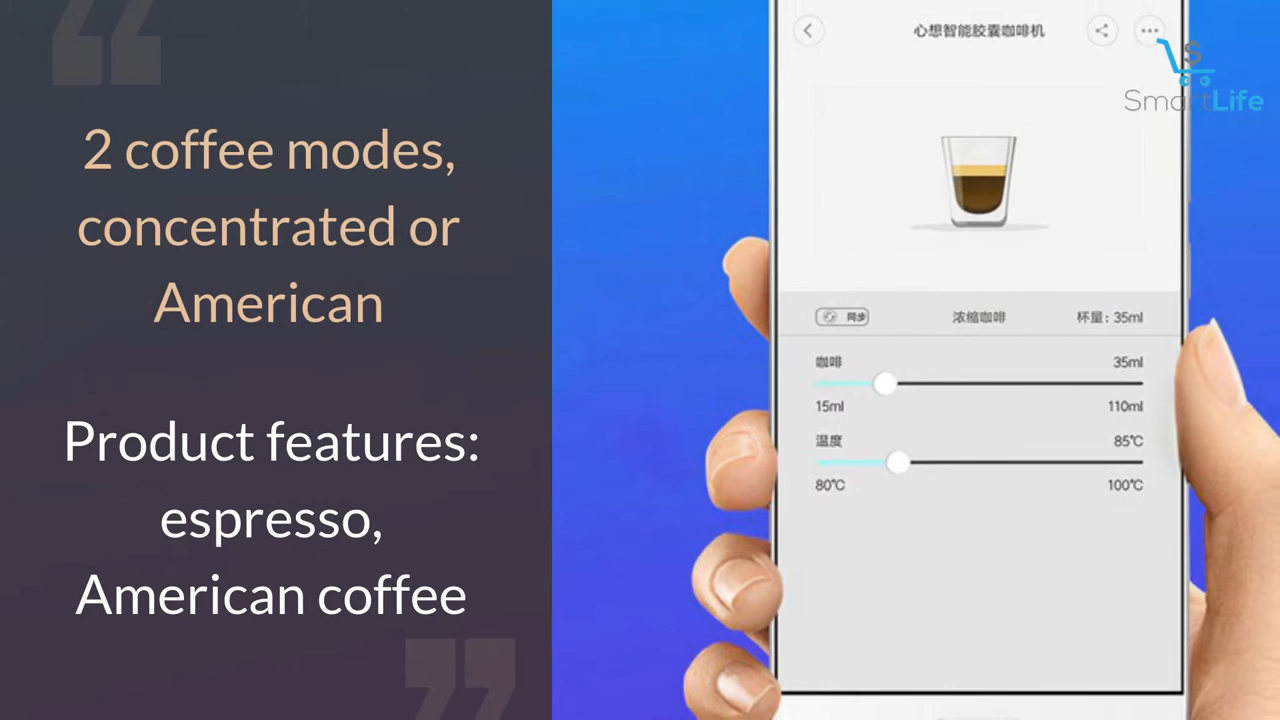 2 coffee modes,
concentrated or
American
Product features:
espresso,
American coffee
心想智能胶囊咖啡机
SmartLife
同步 浓缩咖啡 杯量: 35ml
咖啡 35ml
15ml 110ml
温度 85℃
80℃ 100℃